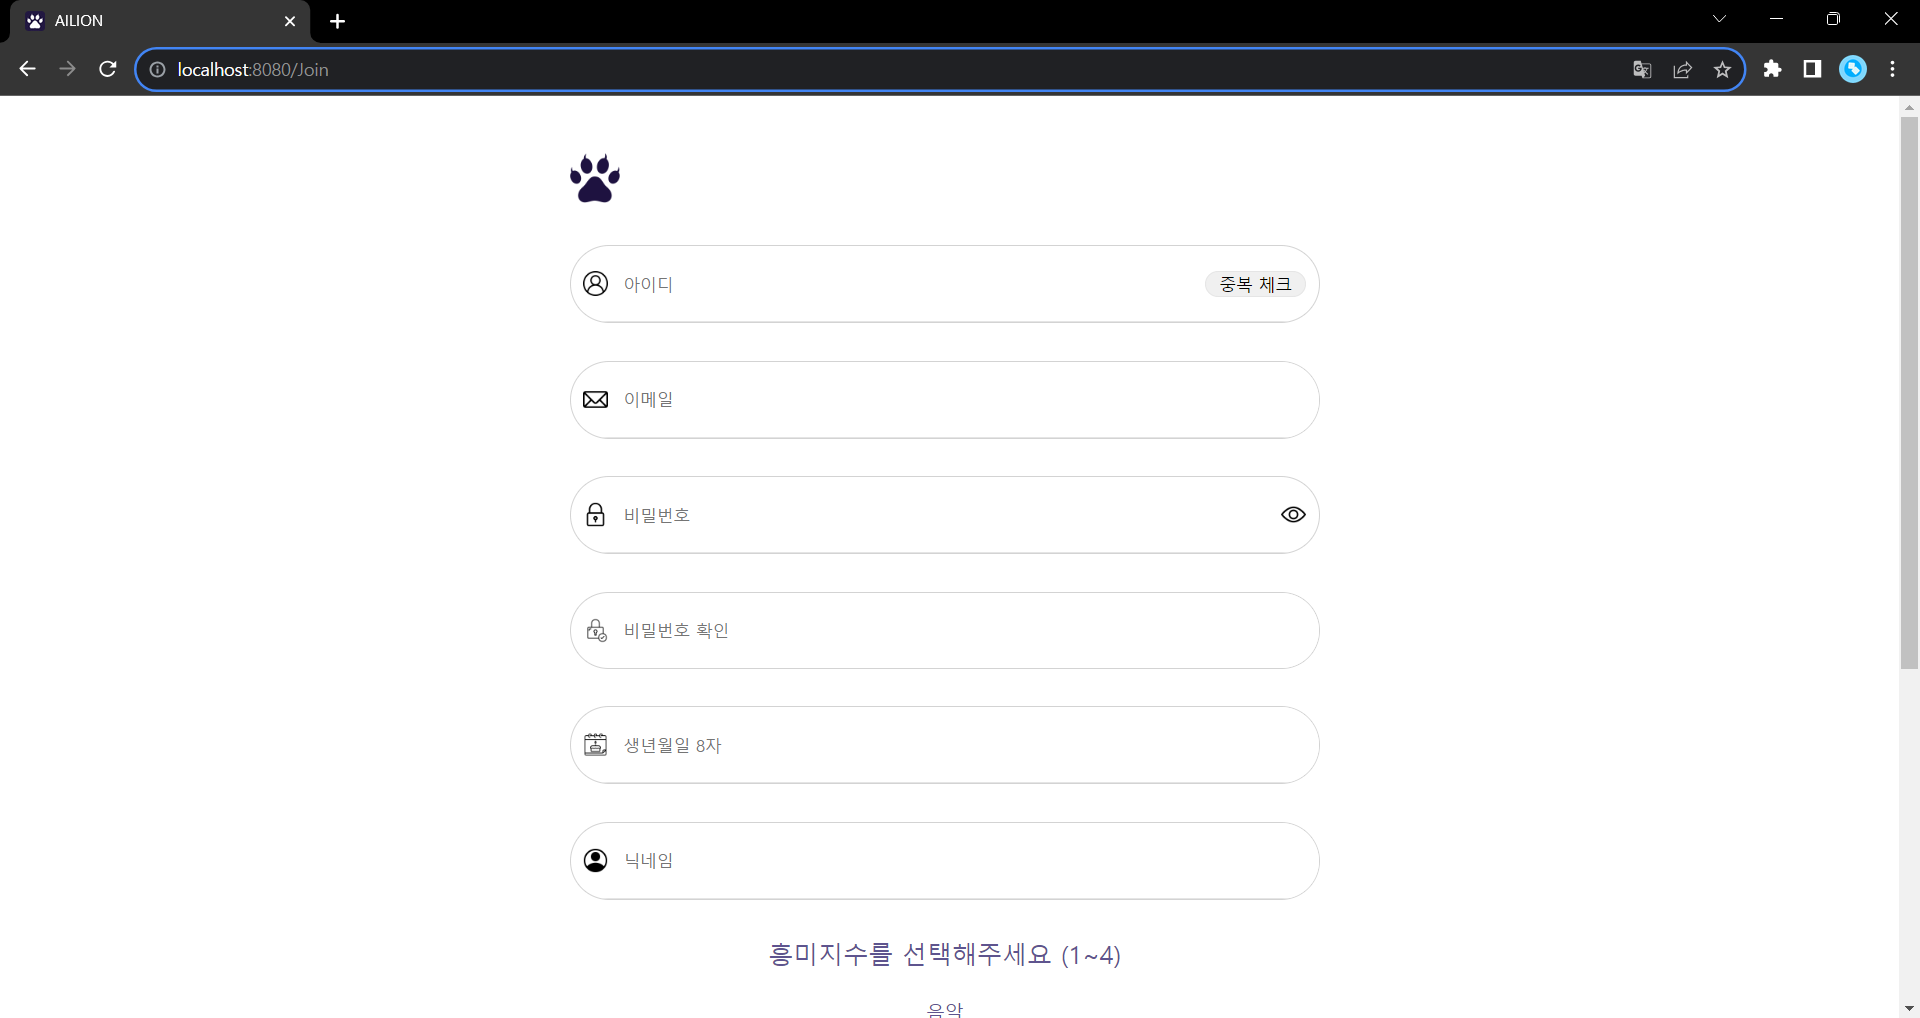 AILION
localhost:8080/Join
아이디
중복 체크
이메일
비밀번호
비밀번호 확인
생년월일 8자
닉네임
흥미지수를 선택해주세요 (1~4)
음악